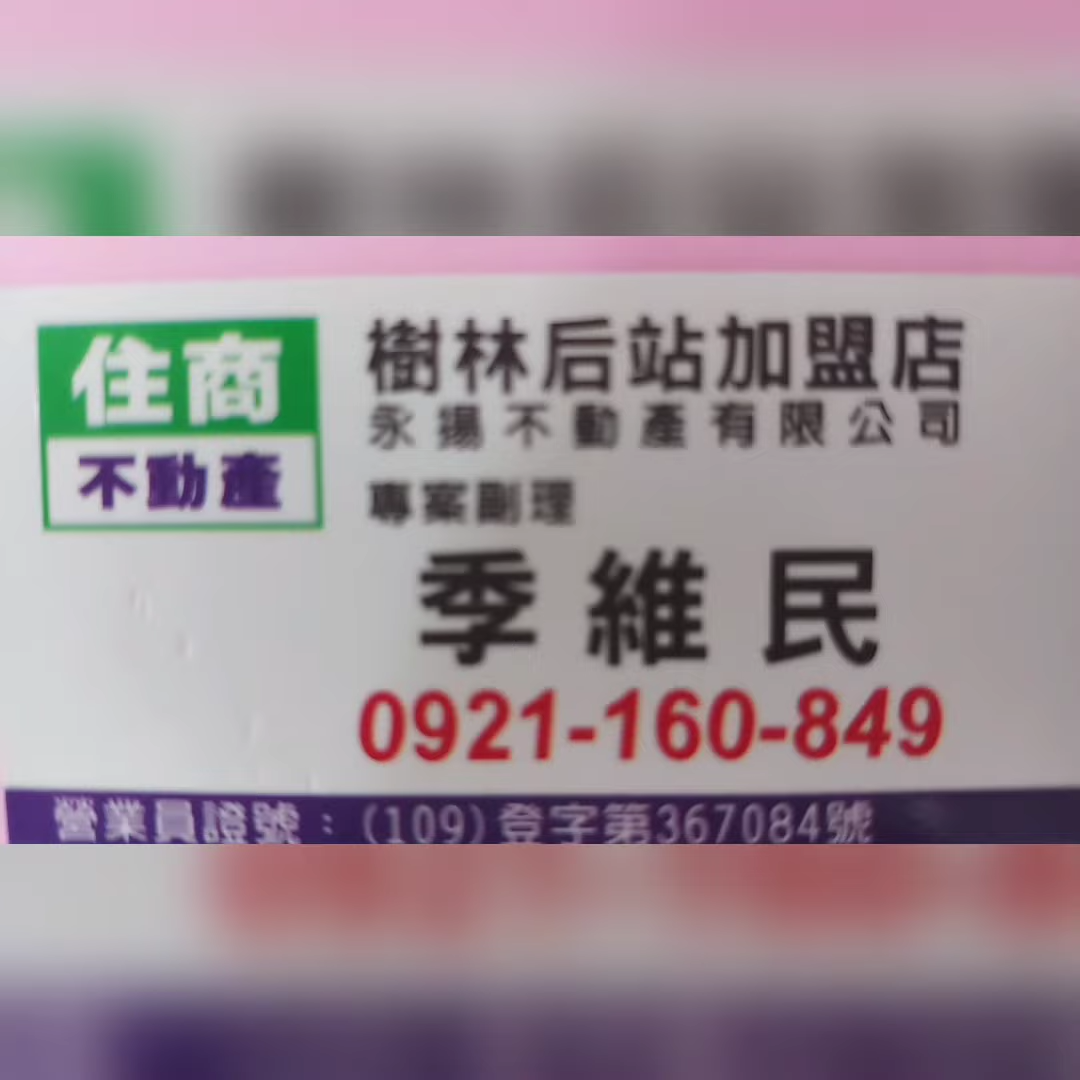 住商
不動產
樹林后站加盟店
永揚不動產有限公司
專案副理
季維民
0921-160-849
營業員證號：(109)登字第367084號